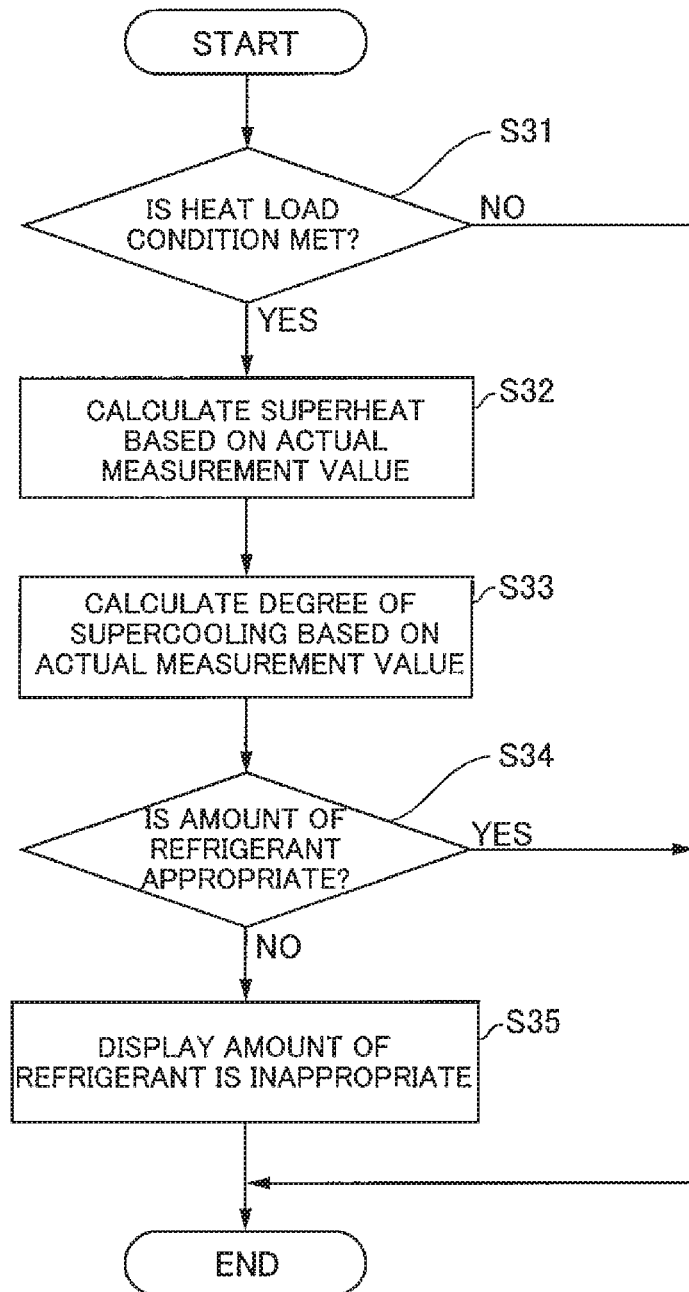 START
S31
IS HEAT LOAD
CONDITION MET?
NO
YES
S32
CALCULATE SUPERHEAT
BASED ON ACTUAL
MEASUREMENT VALUE
S33
CALCULATE DEGREE OF
SUPERCOOLING BASED ON
ACTUAL MEASUREMENT VALUE
S34
IS AMOUNT OF
REFRIGERANT
APPROPRIATE?
YES
NO
S35
DISPLAY AMOUNT OF
REFRIGERANT IS INAPPROPRIATE
END